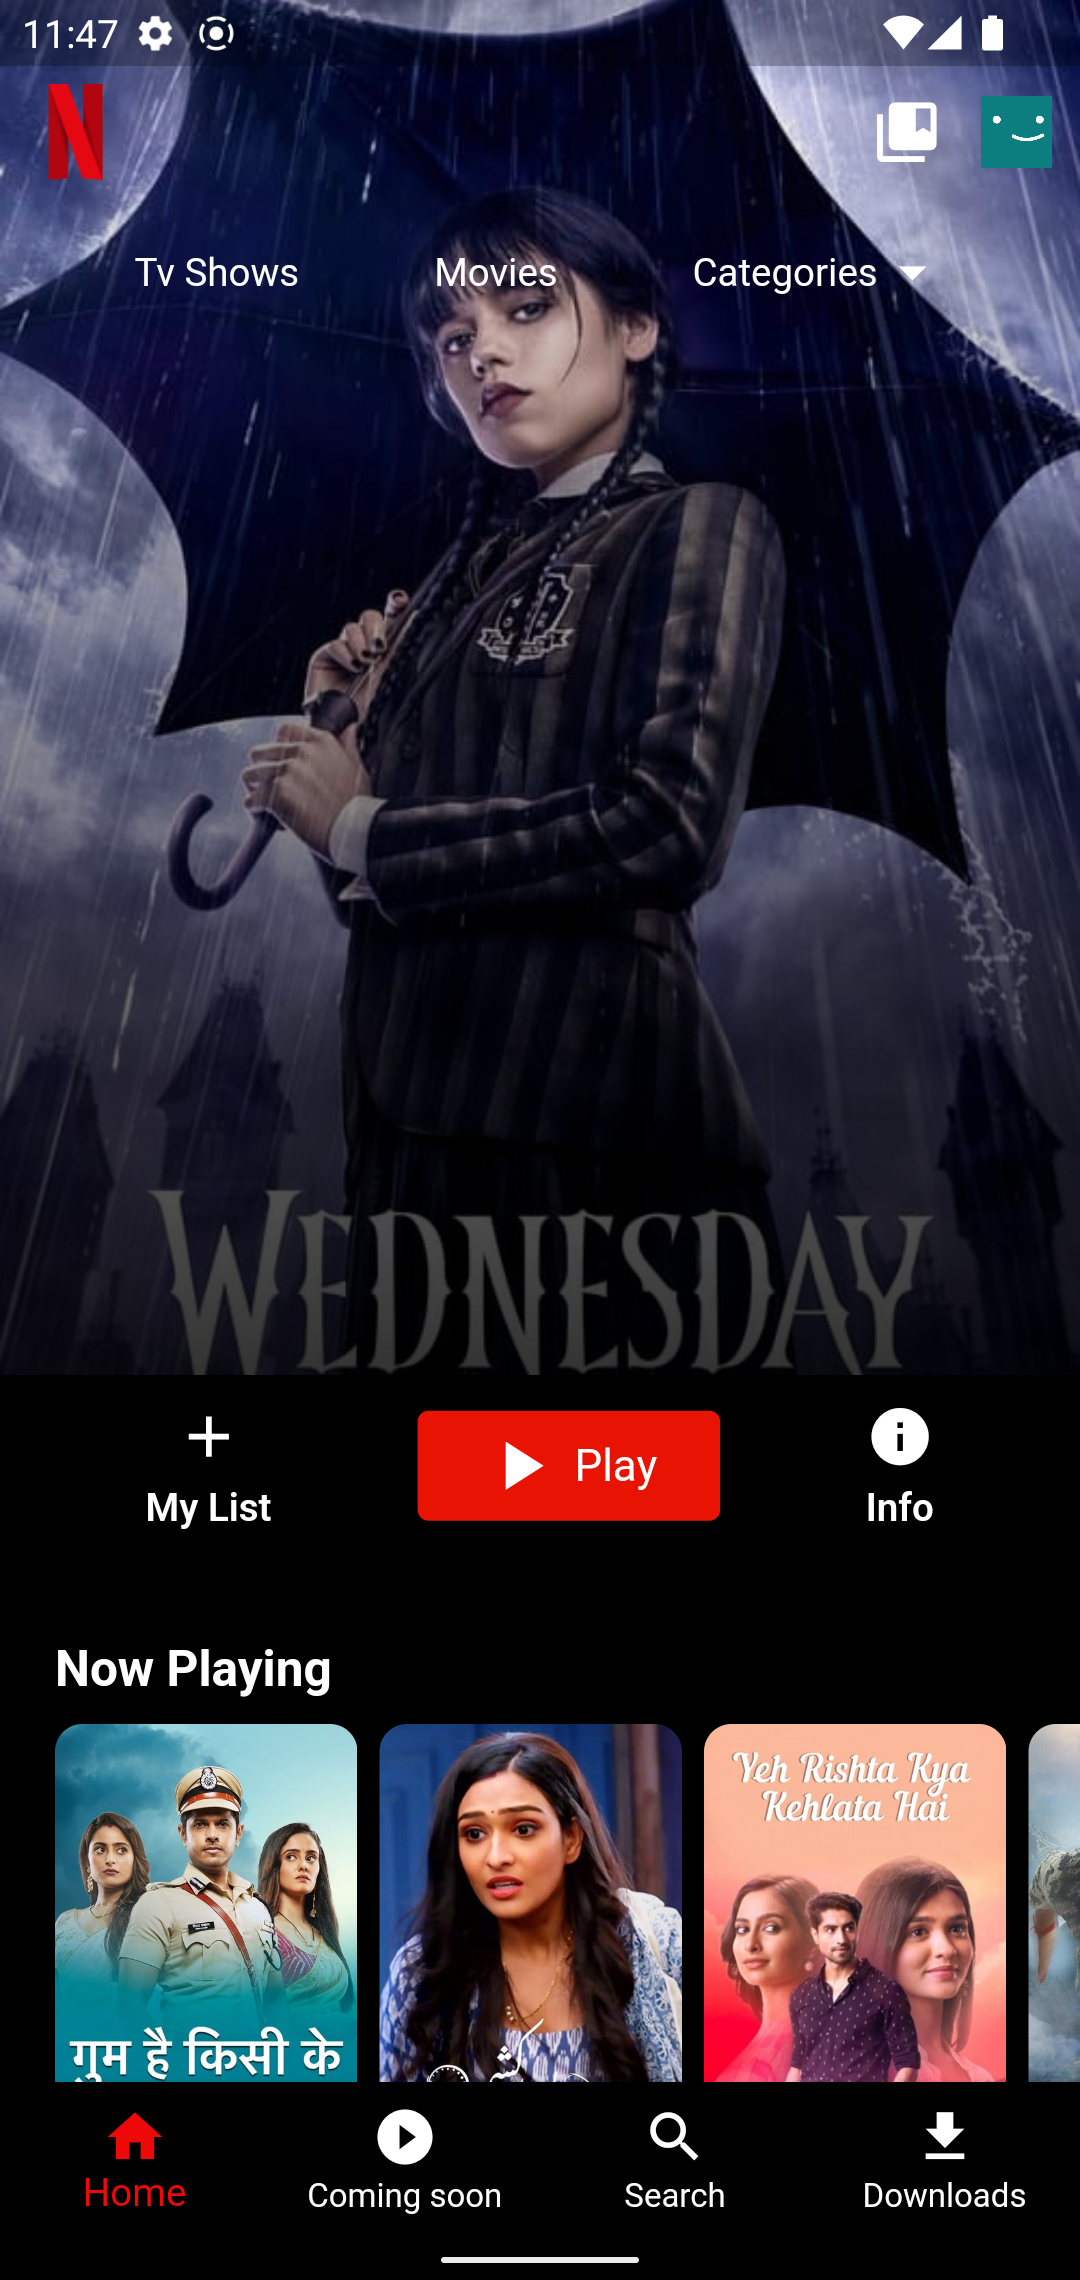 11:47
Tv Shows
Movies
Categories
WEDNESDAY
My List
Play
Info
Now Playing
Yeh Rishta Kya
Kehlata Hai
गुम है किसी के
Home
Coming soon
Search
Downloads